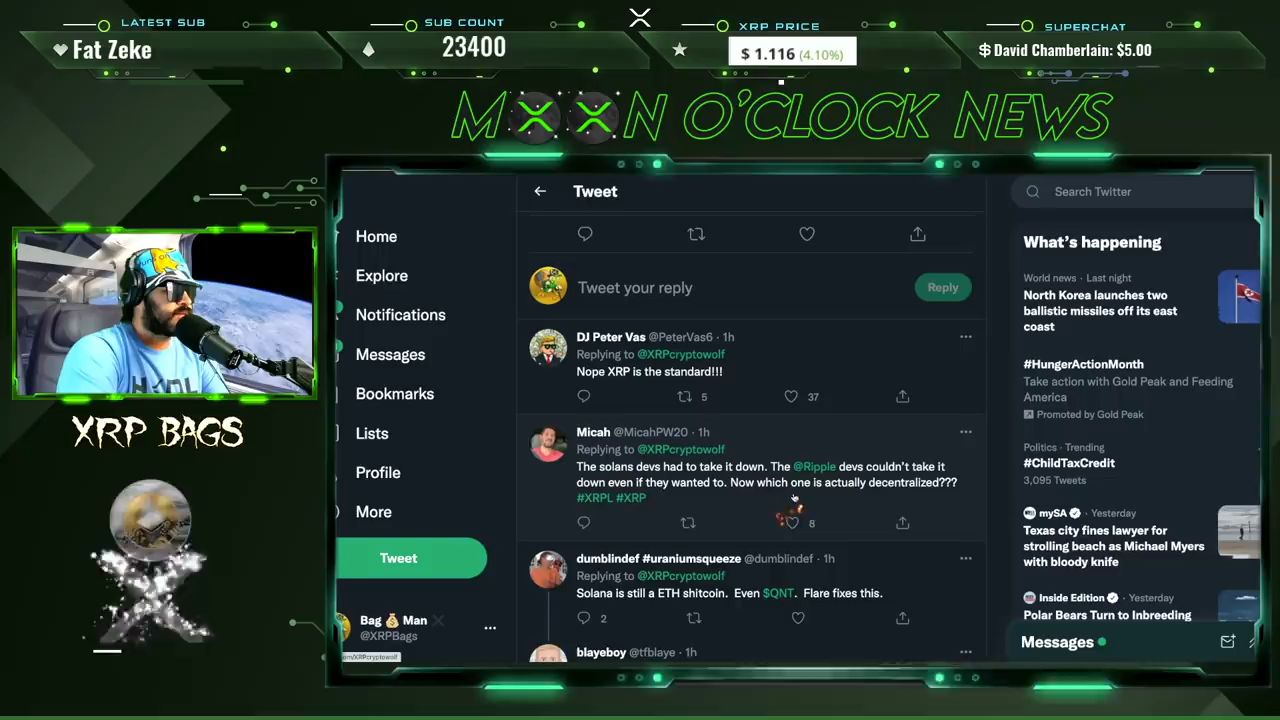 LATEST SUB
Fat Zeke
SUB COUNT
23400
XRP PRICE
$ 1.116 (4.10%)
SUPERCHAT
David Chamberlain: $5.00
MOON O'CLOCK NEWS
XRP BAGS
Home
Explore
Notifications
Messages
Bookmarks
Lists
Profile
More
Tweet
Bag Man
@XRPBags
Tweet
Tweet your reply
Reply
DJ Peter Vas @PeterVas6 · 1h
Replying to @XRPcryptowolf
Nope XRP is the standard!!!
5
37
Micah @MicahPW20 · 1h
Replying to @XRPcryptowolf
The solans devs had to take it down. The @Ripple devs couldn't take it
down even if they wanted to. Now which one is actually decentralized???
#XRPL #XRP
8
dumblindef #uraniumsqueeze @dumblindef · 1h
Replying to @XRPcryptowolf
Solana is still a ETH shitcoin. Even $QNT. Flare fixes this.
2
blayeboy @tfblaye · 1h
Search Twitter
What's happening
World news · Last night
North Korea launches two
ballistic missiles off its east
coast
#HungerActionMonth
Take action with Gold Peak and Feeding
America
Promoted by Gold Peak
Politics · Trending
#ChildTaxCredit
3,095 Tweets
mySA · Yesterday
Texas city fines lawyer for
strolling beach as Michael Myers
with bloody knife
Inside Edition · Yesterday
Polar Bears Turn to Inbreeding
Messages